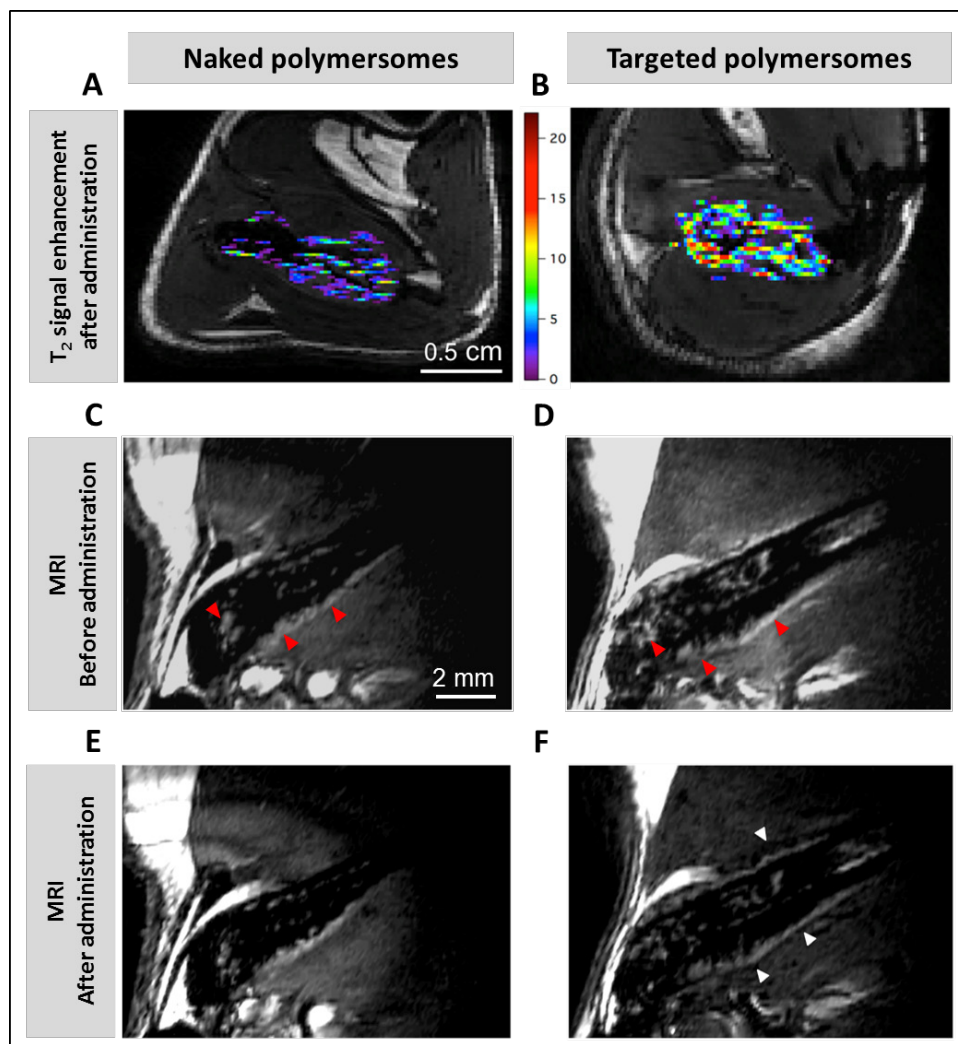 Naked polymersomes
Targeted polymersomes
A
B
T₂ signal enhancement
after administration
20
15
10
5
0
0.5 cm
C
D
MRI
Before administration
2 mm
E
F
MRI
After administration